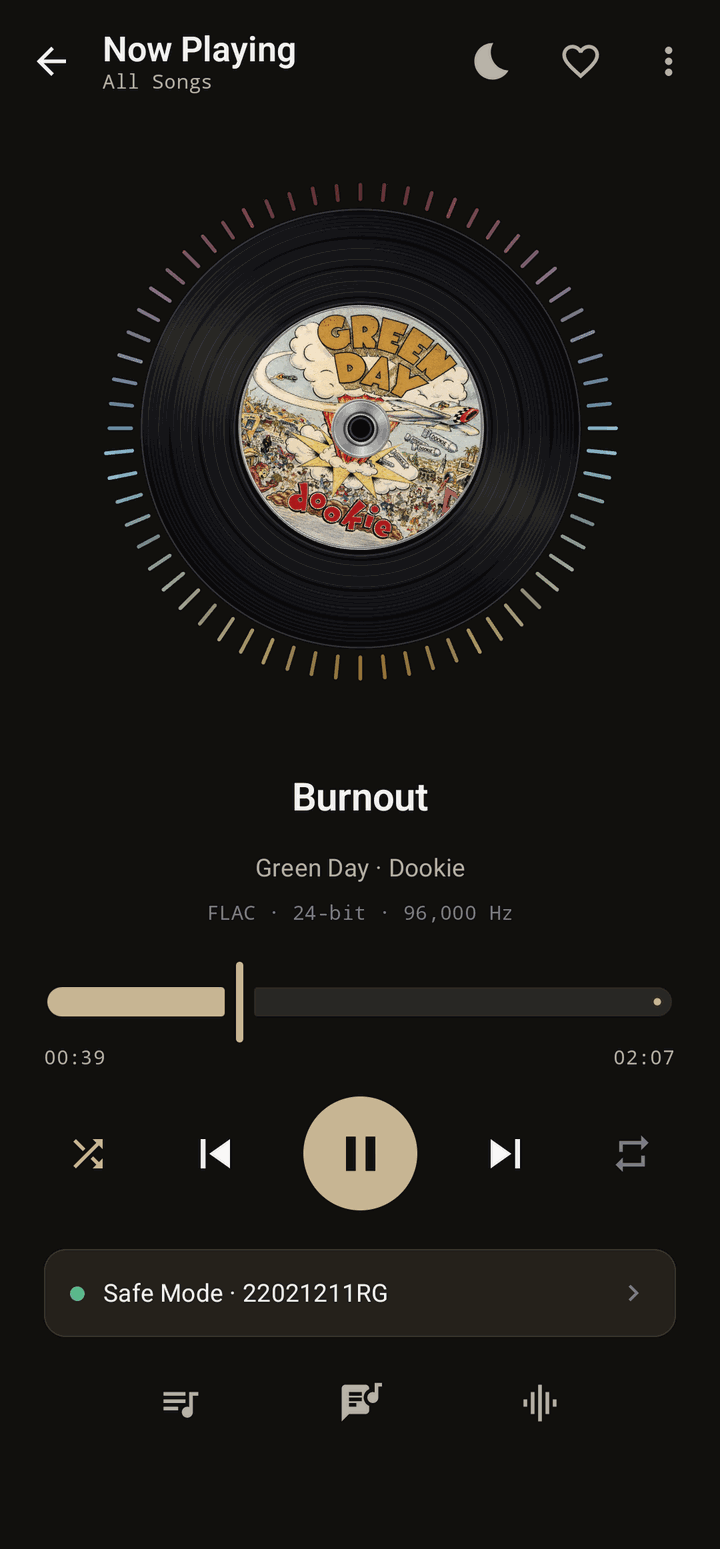 Now Playing
All Songs
GREEN
DAY
dookie
Burnout
Green Day · Dookie
FLAC · 24-bit · 96,000 Hz
00:39
02:07
Safe Mode · 22021211RG